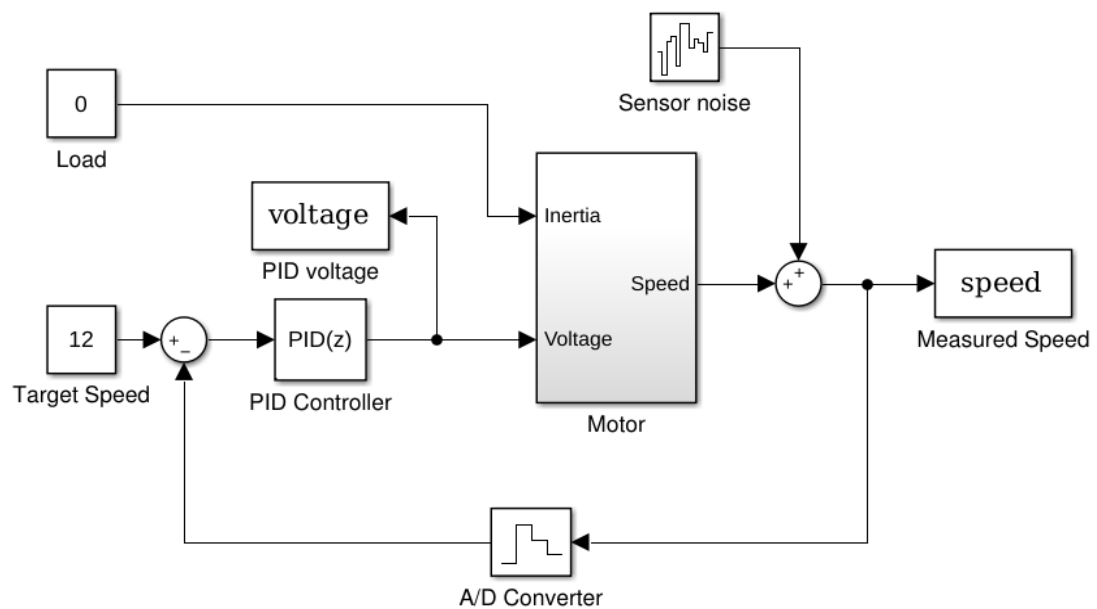 Sensor noise
0
Load
voltage
PID voltage
Inertia
Speed
Voltage
Motor
speed
Measured Speed
12
Target Speed
+
−
PID(z)
PID Controller
+
+
A/D Converter